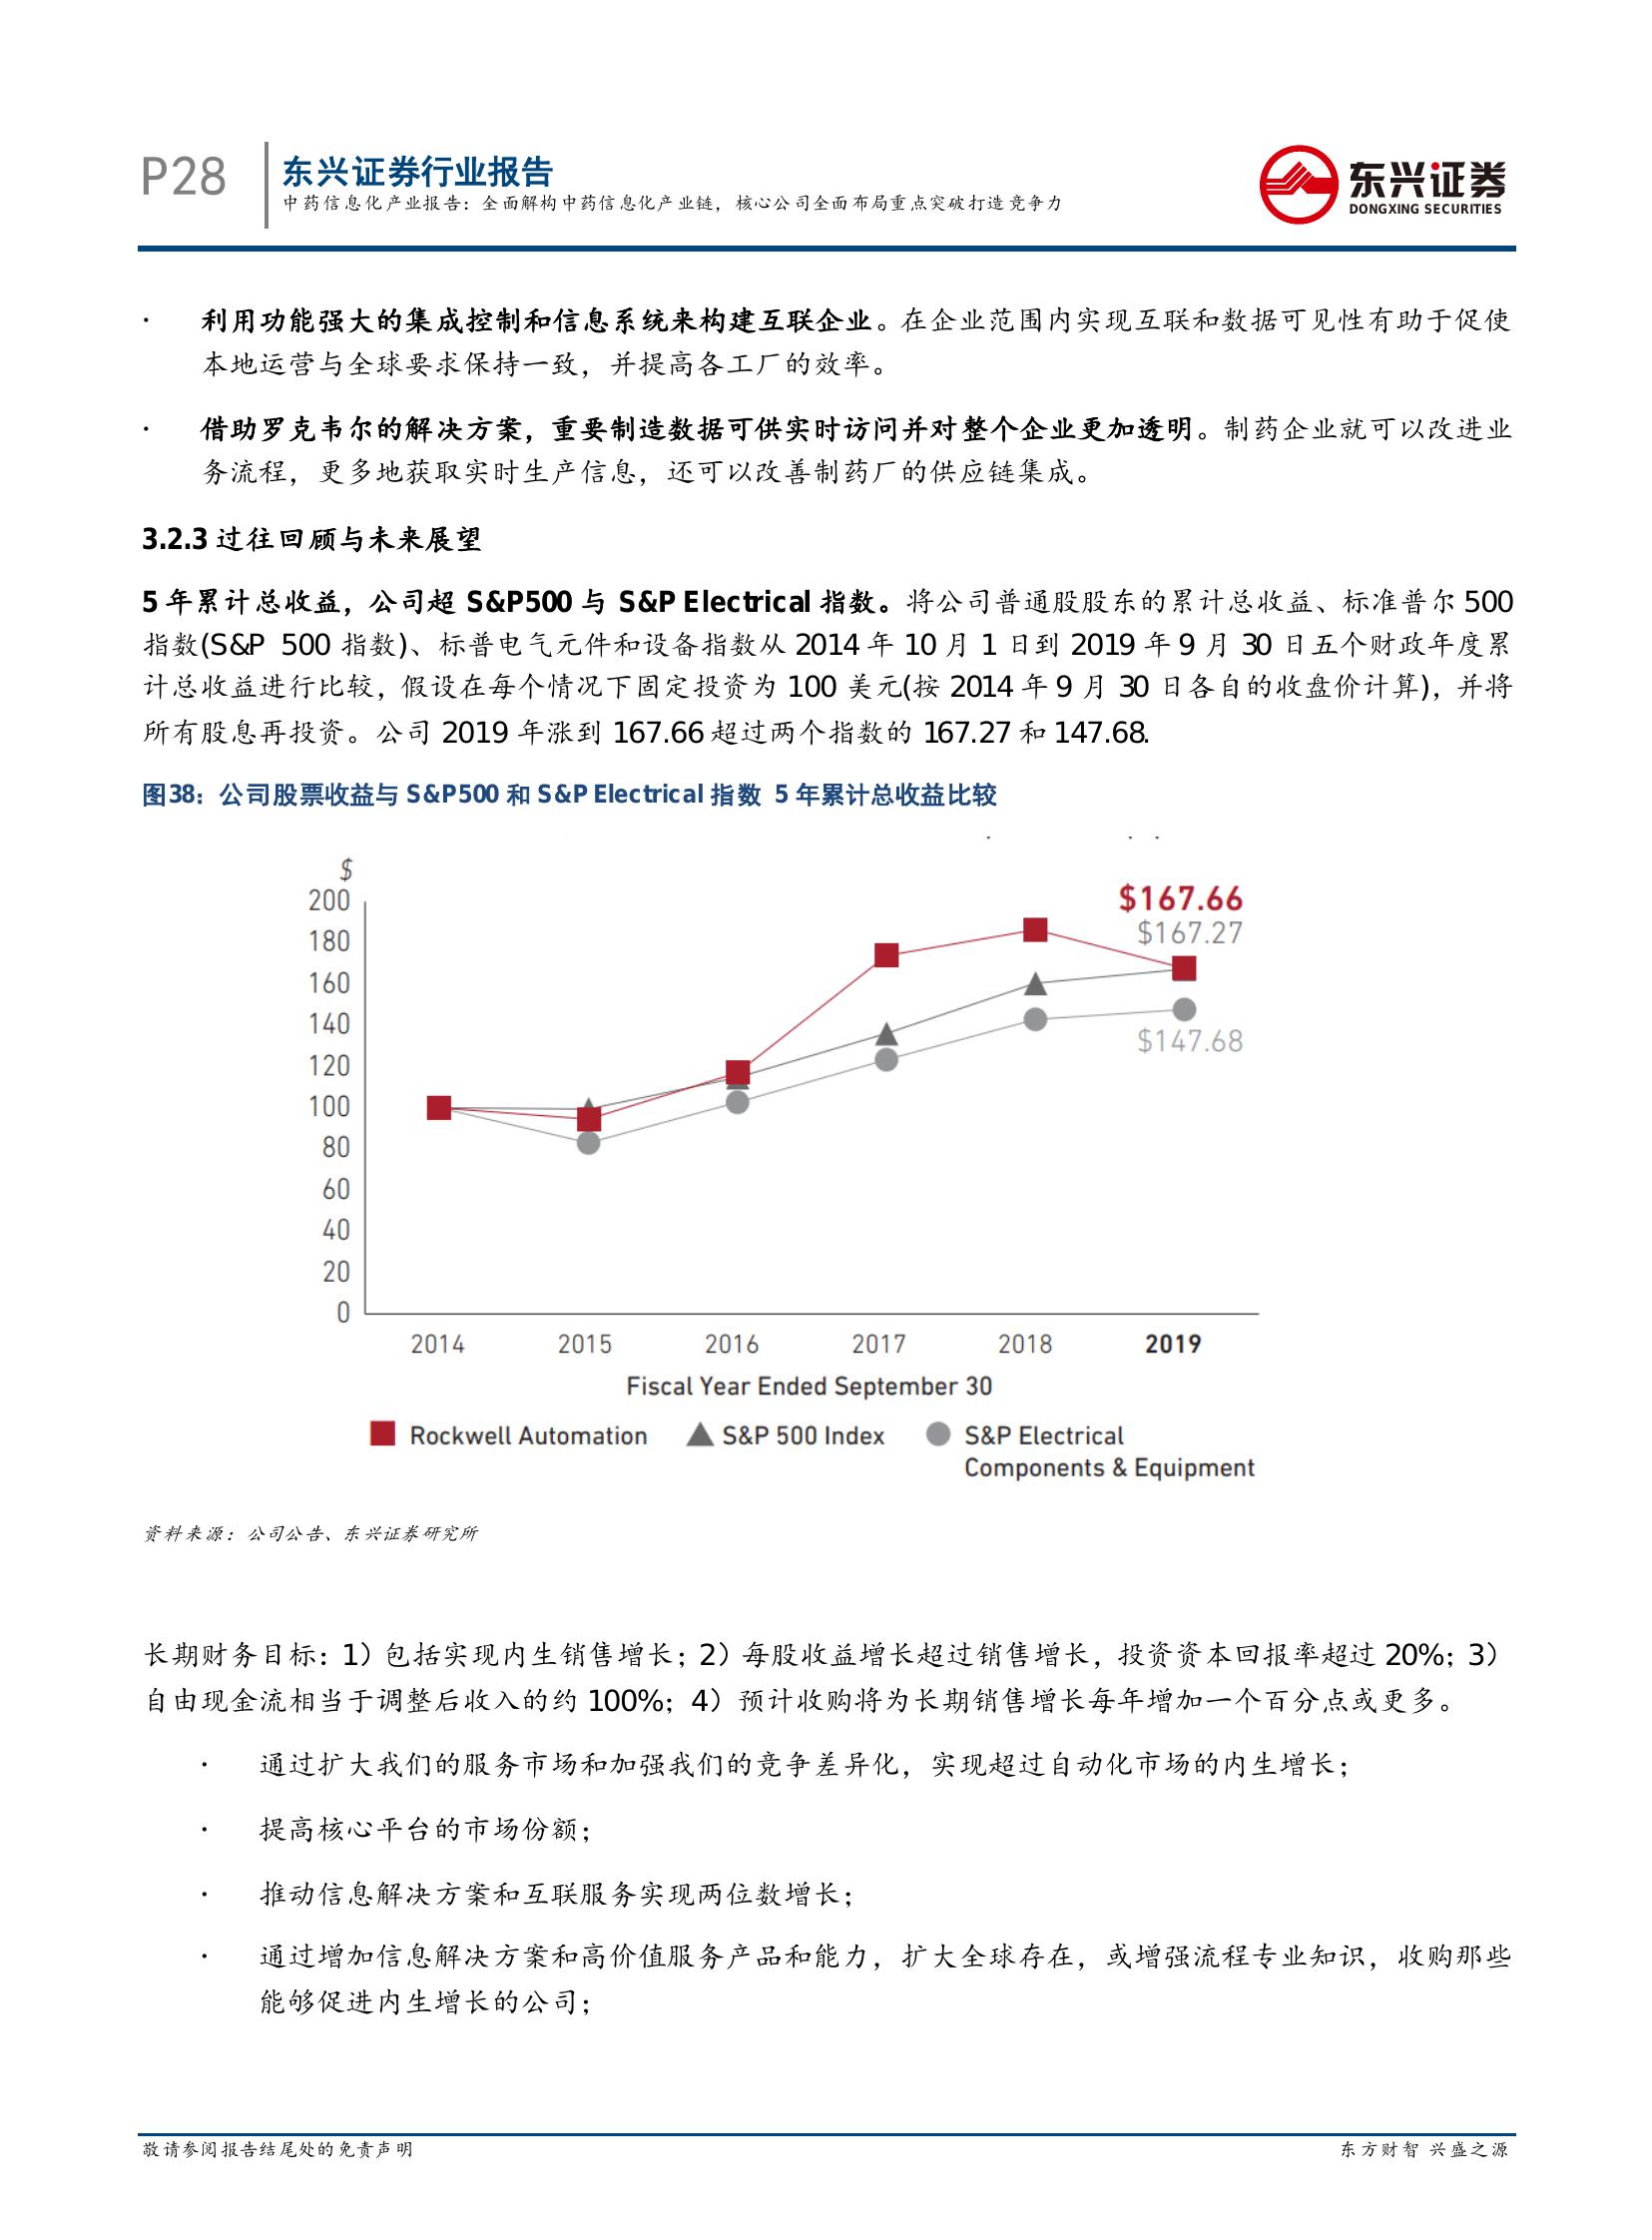 P28
东兴证券行业报告
中药信息化产业报告：全面解构中药信息化产业链，核心公司全面布局重点突破打造竞争力
东兴证券
DONGXING SECURITIES
· 利用功能强大的集成控制和信息系统来构建互联企业。在企业范围内实现互联和数据可见性有助于促使
本地运营与全球要求保持一致，并提高各工厂的效率。
· 借助罗克韦尔的解决方案，重要制造数据可供实时访问并对整个企业更加透明。制药企业就可以改进业
务流程，更多地获取实时生产信息，还可以改善制药厂的供应链集成。
3.2.3 过往回顾与未来展望
5 年累计总收益，公司超 S&P500 与 S&P Electrical 指数。将公司普通股股东的累计总收益、标准普尔 500
指数(S&P 500 指数)、标普电气元件和设备指数从 2014 年 10 月 1 日到 2019 年 9 月 30 日五个财政年度累
计总收益进行比较，假设在每个情况下固定投资为 100 美元(按 2014 年 9 月 30 日各自的收盘价计算)，并将
所有股息再投资。公司 2019 年涨到 167.66 超过两个指数的 167.27 和 147.68.
图38：公司股票收益与 S&P500 和 S&P Electrical 指数 5 年累计总收益比较
$
200
180
160
140
120
100
80
60
40
20
0
$167.66
$167.27
$147.68
2014 2015 2016 2017 2018 2019
Fiscal Year Ended September 30
Rockwell Automation S&P 500 Index S&P Electrical
Components & Equipment
资料来源：公司公告、东兴证券研究所
长期财务目标：1）包括实现内生销售增长；2）每股收益增长超过销售增长，投资资本回报率超过 20%；3）
自由现金流相当于调整后收入的约 100%；4）预计收购将为长期销售增长每年增加一个百分点或更多。
· 通过扩大我们的服务市场和加强我们的竞争差异化，实现超过自动化市场的内生增长；
· 提高核心平台的市场份额；
· 推动信息解决方案和互联服务实现两位数增长；
· 通过增加信息解决方案和高价值服务产品和能力，扩大全球存在，或增强流程专业知识，收购那些
能够促进内生增长的公司；
敬请参阅报告结尾处的免责声明
东方财智 兴盛之源